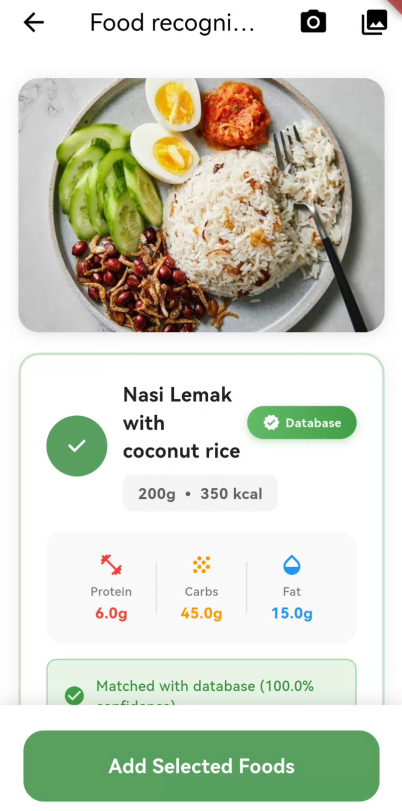 Food recogni...
Nasi Lemak
with
coconut rice
Database
200g • 350 kcal
Protein
Carbs
Fat
6.0g
45.0g
15.0g
Matched with database (100.0%
confidence)
Add Selected Foods